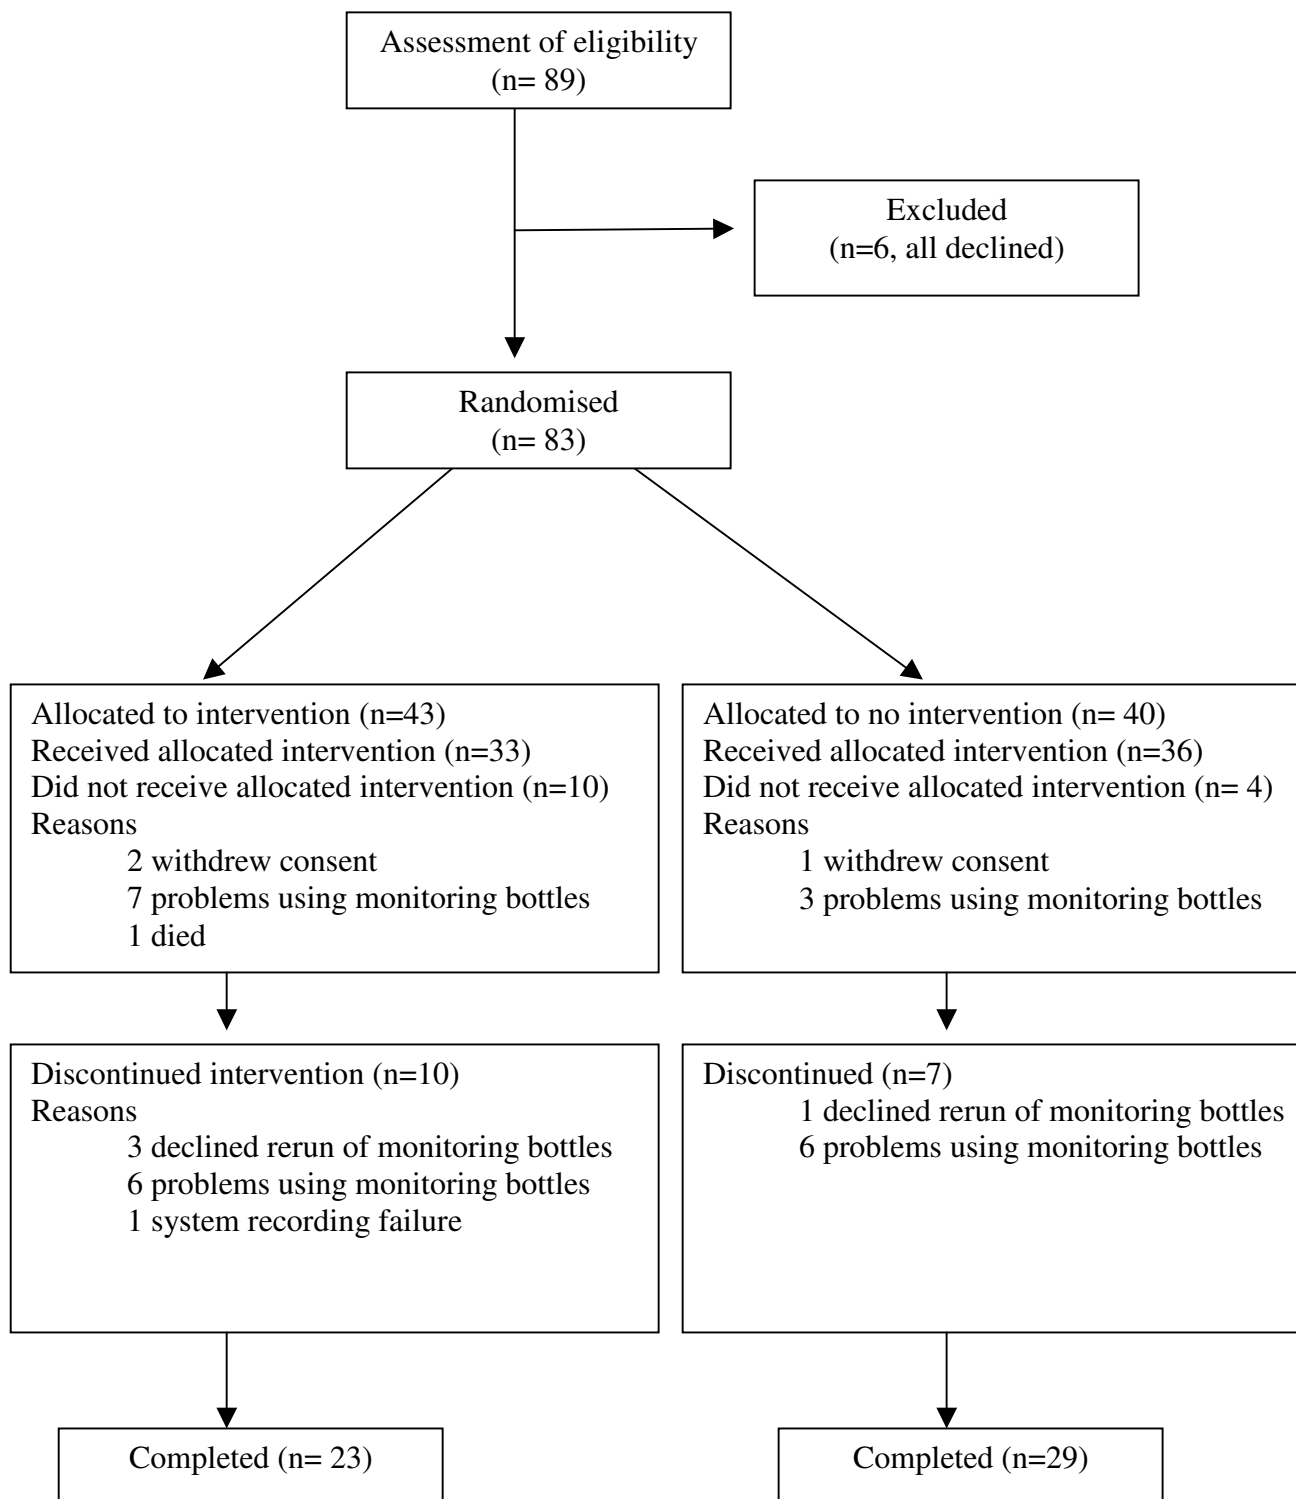 Assessment of eligibility
(n= 89)
Excluded
(n=6, all declined)
Randomised
(n= 83)
Allocated to intervention (n=43)
Received allocated intervention (n=33)
Did not receive allocated intervention (n=10)
Reasons
2 withdrew consent
7 problems using monitoring bottles
1 died
Allocated to no intervention (n= 40)
Received allocated intervention (n=36)
Did not receive allocated intervention (n= 4)
Reasons
1 withdrew consent
3 problems using monitoring bottles
Discontinued intervention (n=10)
Reasons
3 declined rerun of monitoring bottles
6 problems using monitoring bottles
1 system recording failure
Discontinued (n=7)
1 declined rerun of monitoring bottles
6 problems using monitoring bottles
Completed (n= 23)
Completed (n=29)